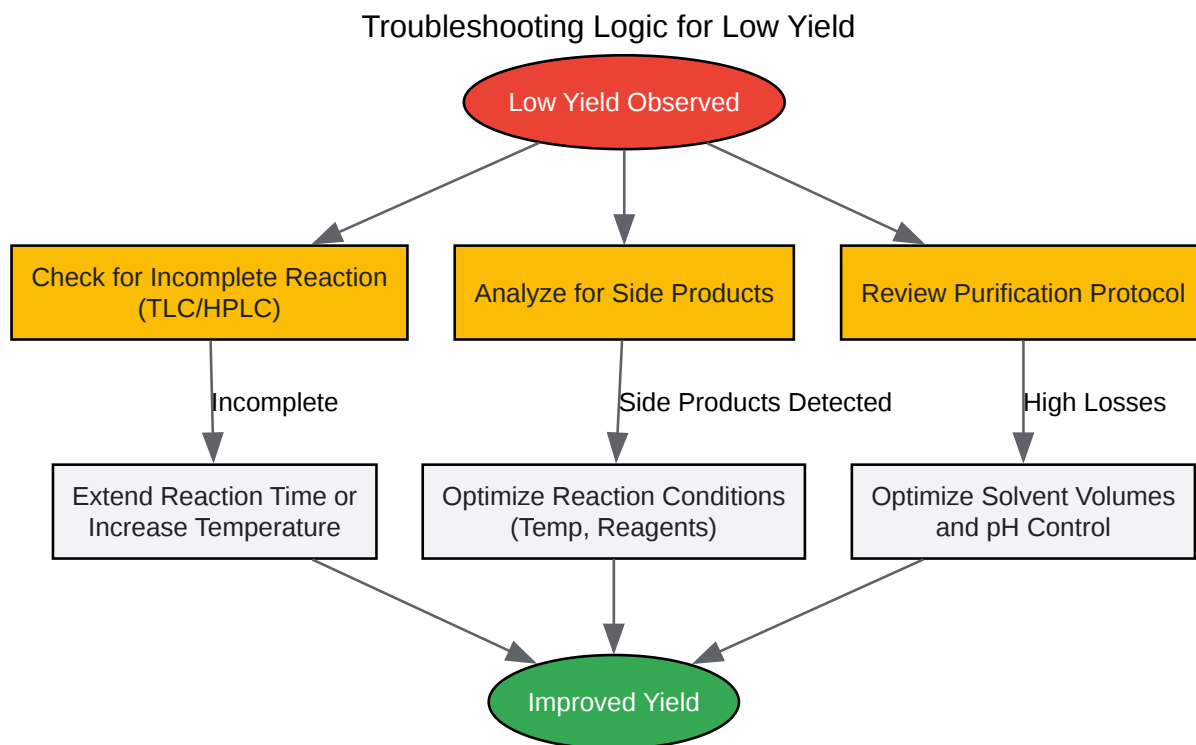 Troubleshooting Logic for Low Yield
Low Yield Observed
Check for Incomplete Reaction
(TLC/HPLC)
Analyze for Side Products
Review Purification Protocol
Incomplete
Side Products Detected
High Losses
Extend Reaction Time or
Increase Temperature
Optimize Reaction Conditions
(Temp, Reagents)
Optimize Solvent Volumes
and pH Control
Improved Yield